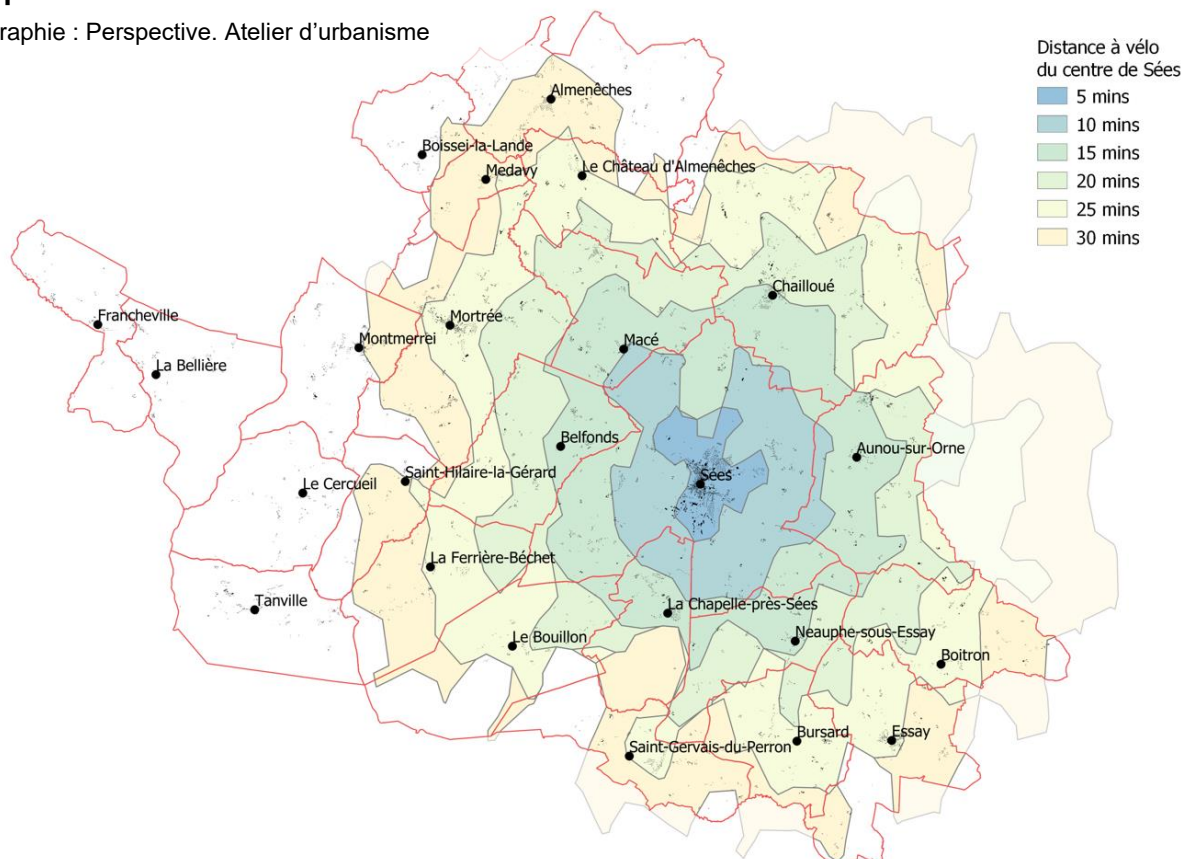 raphie : Perspective. Atelier d'urbanisme
Distance à vélo
du centre de Sées
5 mins
10 mins
15 mins
20 mins
25 mins
30 mins
Almenêches
Boissei-la-Lande
Medavy
Le Château d'Almenêches
Chailloué
Francheville
Mortrée
Montmerrei
Macé
La Bellière
Belfonds
Aunou-sur-Orne
Saint-Hilaire-la-Gérard
Sées
Le Cercueil
La Ferrière-Béchet
Tanville
La Chapelle-près-Sées
Le Bouillon
Neauphe-sous-Essay
Boitron
Saint-Gervais-du-Perron
Bursard
Essay